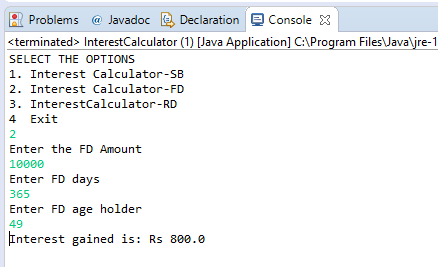 Problems @ Javadoc Declaration Console
<terminated> InterestCalculator (1) [Java Application] C:\Program Files\Java\jre-1
SELECT THE OPTIONS
1. Interest Calculator-SB
2. Interest Calculator-FD
3. InterestCalculator-RD
4  Exit
2
Enter the FD Amount
10000
Enter FD days
365
Enter FD age holder
49
Interest gained is: Rs 800.0